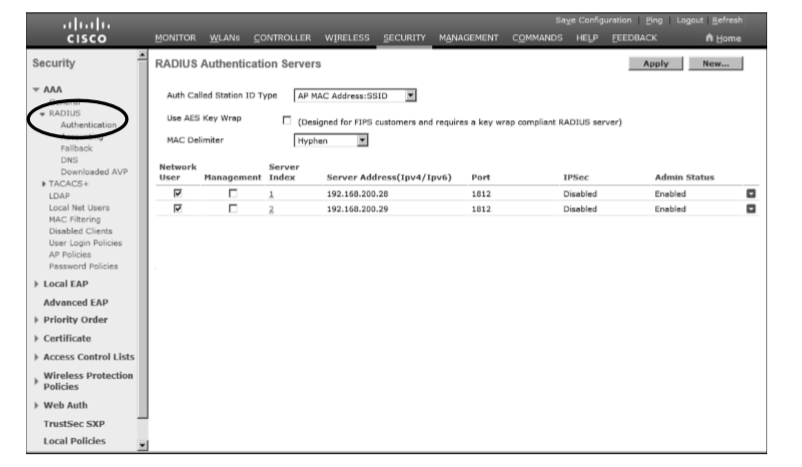 Save Configuration | Ping | Logout | Refresh
CISCO
MONITOR WLANs CONTROLLER WIRELESS SECURITY MANAGEMENT COMMANDS HELP FEEDBACK Home
Security
AAA
General
RADIUS
Authentication
Accounting
Fallback
DNS
Downloaded AVP
TACACS+
LDAP
Local Net Users
MAC Filtering
Disabled Clients
User Login Policies
AP Policies
Password Policies
Local EAP
Advanced EAP
Priority Order
Certificate
Access Control Lists
Wireless Protection
Policies
Web Auth
TrustSec SXP
Local Policies
RADIUS Authentication Servers
Apply New...
Auth Called Station ID Type AP MAC Address:SSID
Use AES Key Wrap (Designed for FIPS customers and requires a key wrap compliant RADIUS server)
MAC Delimiter Hyphen
Network Server
User Management Index Server Address(Ipv4/Ipv6) Port IPSec Admin Status
1 192.168.200.28 1812 Disabled Enabled
2 192.168.200.29 1812 Disabled Enabled